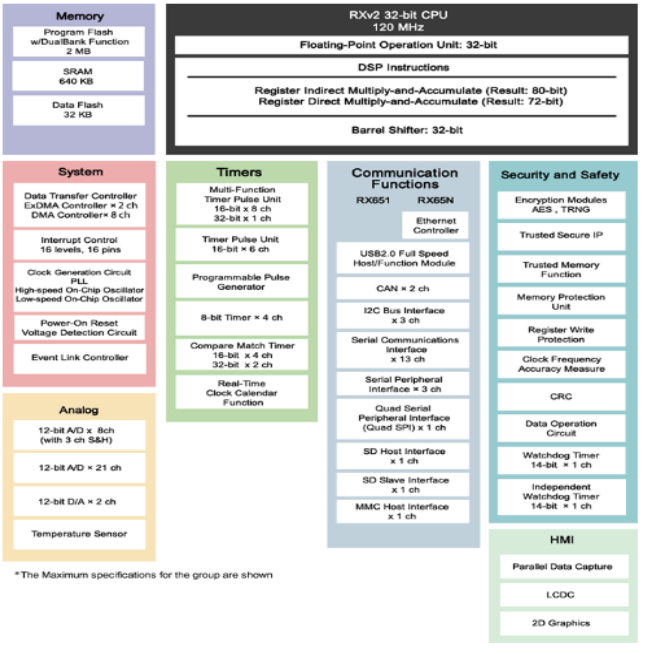 Memory
Program Flash
w/DualBank Function
2 MB
SRAM
640 KB
Data Flash
32 KB
RXv2 32-bit CPU
120 MHz
Floating-Point Operation Unit: 32-bit
DSP Instructions
Register Indirect Multiply-and-Accumulate (Result: 80-bit)
Register Direct Multiply-and-Accumulate (Result: 72-bit)
Barrel Shifter: 32-bit
System
Data Transfer Controller
ExDMA Controller × 2 ch
DMA Controller× 8 ch
Interrupt Control
16 levels, 16 pins
Clock Generation Circuit
PLL
High-speed On-Chip Oscillator
Low-speed On-Chip Oscillator
Power-On Reset
Voltage Detection Circuit
Event Link Controller
Analog
12-bit A/D x 8ch
(with 3 ch S&H)
12-bit A/D × 21 ch
12-bit D/A × 2 ch
Temperature Sensor
Timers
Multi-Function
Timer Pulse Unit
16-bit x 8 ch
32-bit x 1 ch
Timer Pulse Unit
16-bit × 6 ch
Programmable Pulse
Generator
8-bit Timer × 4 ch
Compare Match Timer
16-bit x 4 ch
32-bit x 2 ch
Real-Time
Clock Calendar
Function
Communication
Functions
RX651 RX65N
Ethernet
Controller
USB2.0 Full Speed
Host/Function Module
CAN × 2 ch
I2C Bus Interface
x 3 ch
Serial Communications
Interface
x 13 ch
Serial Peripheral
Interface × 3 ch
Quad Serial
Peripheral Interface
(Quad SPI) x 1 ch
SD Host Interface
x 1 ch
SD Slave Interface
x 1 ch
MMC Host Interface
x 1 ch
Security and Safety
Encryption Modules
AES , TRNG
Trusted Secure IP
Trusted Memory
Function
Memory Protection
Unit
Register Write
Protection
Clock Frequency
Accuracy Measure
CRC
Data Operation
Circuit
Watchdog Timer
14-bit × 1 ch
Independent
Watchdog Timer
14-bit × 1 ch
HMI
Parallel Data Capture
LCDC
2D Graphics
*The Maximum specifications for the group are shown